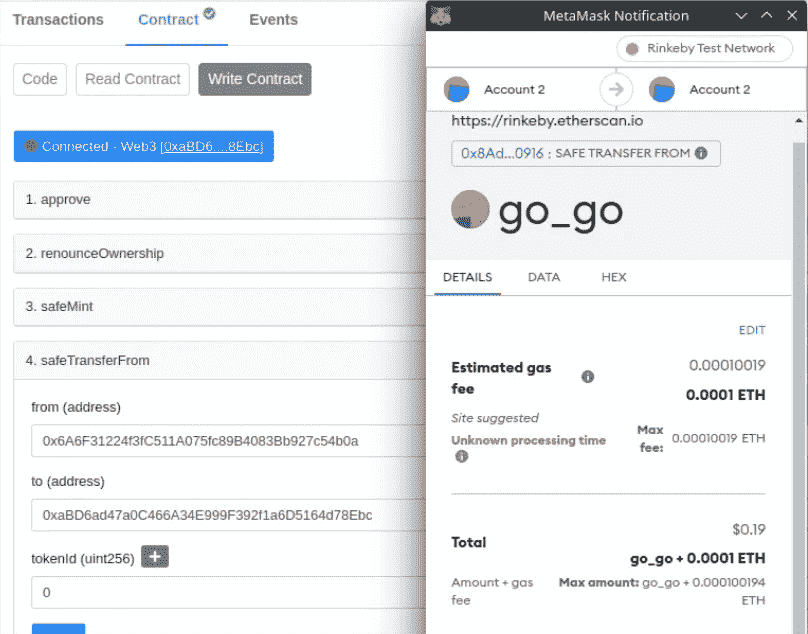 Transactions
Contract
Events
Code
Read Contract
Write Contract
Connected - Web3 [0xaBD6....8Ebc]
1. approve
2. renounceOwnership
3. safeMint
4. safeTransferFrom
from (address)
0x6A6F31224f3fC511A075fc89B4083Bb927c54b0a
to (address)
0xaBD6ad47a0C466A34E999F392f1a6D5164d78Ebc
tokenId (uint256)
+
0
MetaMask Notification
Rinkeby Test Network
Account 2
Account 2
https://rinkeby.etherscan.io
0x8Ad...0916 : SAFE TRANSFER FROM
go_go
DETAILS
DATA
HEX
EDIT
Estimated gas
fee
0.00010019
0.0001 ETH
Site suggested
Unknown processing time
Max
fee:
0.00010019 ETH
$0.19
Total
go_go + 0.0001 ETH
Amount + gas
fee
Max amount: go_go + 0.000100194
ETH